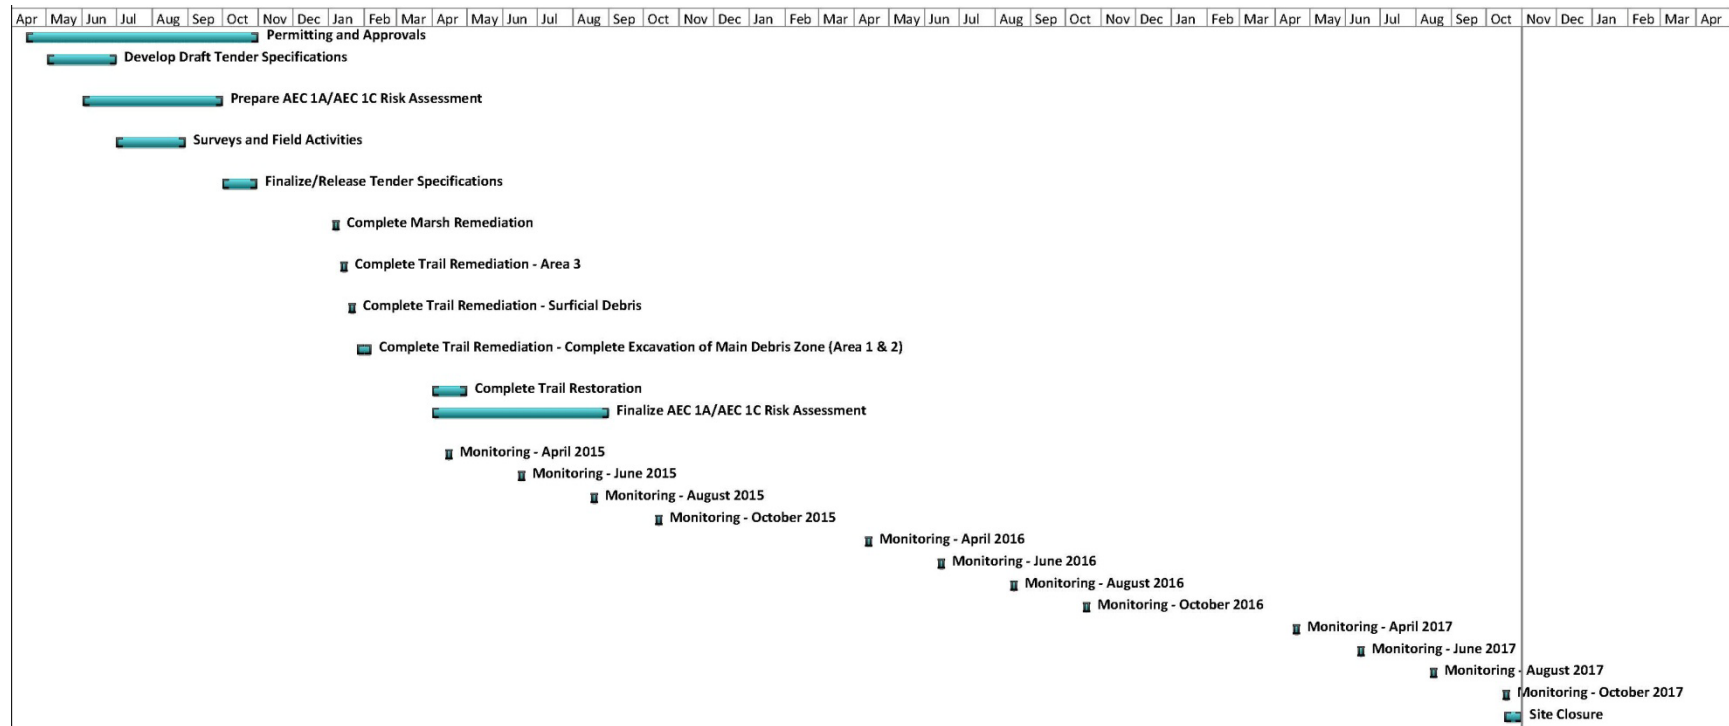 Apr May Jun Jul Aug Sep Oct Nov Dec Jan Feb Mar Apr May Jun Jul Aug Sep Oct Nov Dec Jan Feb Mar Apr May Jun Jul Aug Sep Oct Nov Dec Jan Feb Mar Apr May Jun Jul Aug Sep Oct Nov Dec Jan Feb Mar Apr
Permitting and Approvals
Develop Draft Tender Specifications
Prepare AEC 1A/AEC 1C Risk Assessment
Surveys and Field Activities
Finalize/Release Tender Specifications
Complete Marsh Remediation
Complete Trail Remediation - Area 3
Complete Trail Remediation - Surficial Debris
Complete Trail Remediation - Complete Excavation of Main Debris Zone (Area 1 & 2)
Complete Trail Restoration
Finalize AEC 1A/AEC 1C Risk Assessment
Monitoring - April 2015
Monitoring - June 2015
Monitoring - August 2015
Monitoring - October 2015
Monitoring - April 2016
Monitoring - June 2016
Monitoring - August 2016
Monitoring - October 2016
Monitoring - April 2017
Monitoring - June 2017
Monitoring - August 2017
Monitoring - October 2017
Site Closure